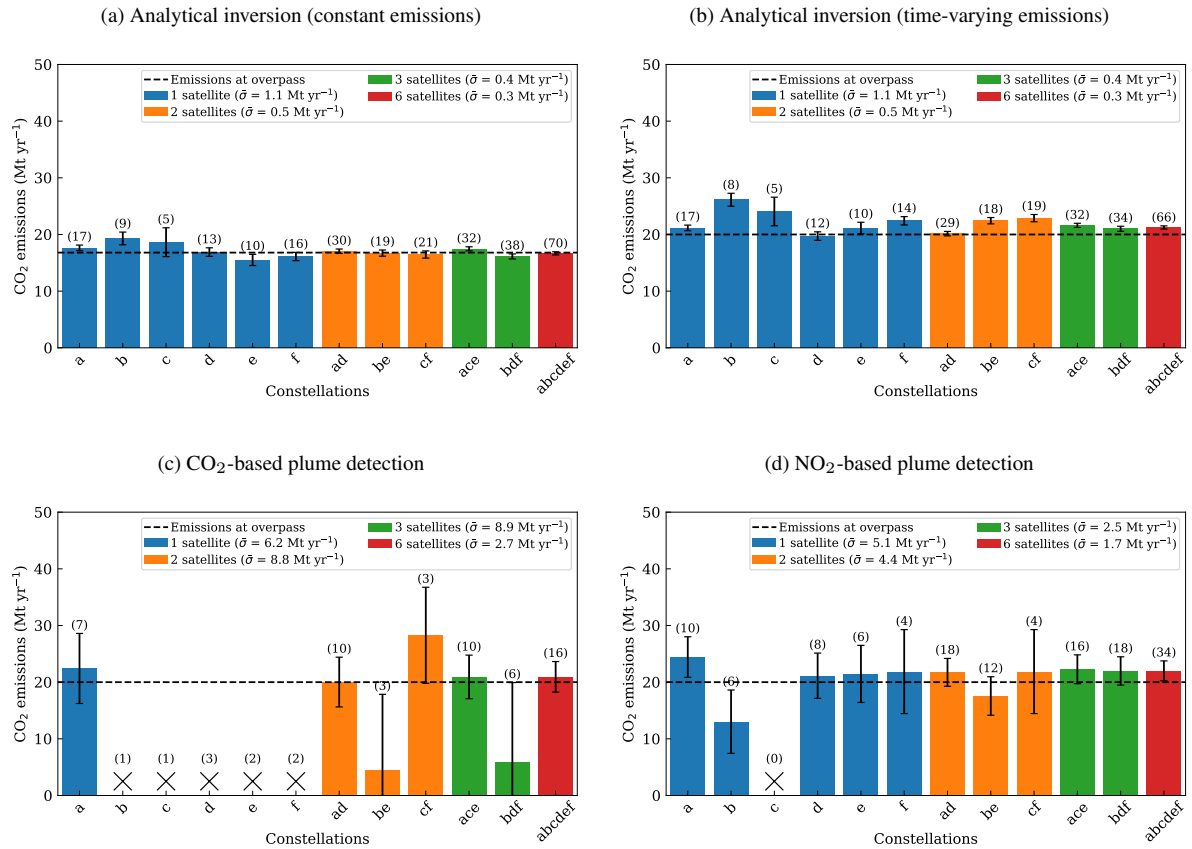 (a) Analytical inversion (constant emissions)
50
40
30
20
10
0
CO₂ emissions (Mt yr⁻¹)
Emissions at overpass
1 satellite (σ̄ = 1.1 Mt yr⁻¹)
2 satellites (σ̄ = 0.5 Mt yr⁻¹)
3 satellites (σ̄ = 0.4 Mt yr⁻¹)
6 satellites (σ̄ = 0.3 Mt yr⁻¹)
(17) (9) (5) (13) (10) (16) (30) (19) (21) (32) (38) (70)
a b c d e f ad be cf ace bdf abcdef
Constellations
(b) Analytical inversion (time-varying emissions)
50
40
30
20
10
0
CO₂ emissions (Mt yr⁻¹)
Emissions at overpass
1 satellite (σ̄ = 1.1 Mt yr⁻¹)
2 satellites (σ̄ = 0.5 Mt yr⁻¹)
3 satellites (σ̄ = 0.4 Mt yr⁻¹)
6 satellites (σ̄ = 0.3 Mt yr⁻¹)
(17) (8) (5) (12) (10) (14) (29) (18) (19) (32) (34) (66)
a b c d e f ad be cf ace bdf abcdef
Constellations
(c) CO₂-based plume detection
50
40
30
20
10
0
CO₂ emissions (Mt yr⁻¹)
Emissions at overpass
1 satellite (σ̄ = 6.2 Mt yr⁻¹)
2 satellites (σ̄ = 8.8 Mt yr⁻¹)
3 satellites (σ̄ = 8.9 Mt yr⁻¹)
6 satellites (σ̄ = 2.7 Mt yr⁻¹)
(7) (1) (1) (3) (2) (2) (10) (3) (3) (10) (6) (16)
a b c d e f ad be cf ace bdf abcdef
Constellations
(d) NO₂-based plume detection
50
40
30
20
10
0
CO₂ emissions (Mt yr⁻¹)
Emissions at overpass
1 satellite (σ̄ = 5.1 Mt yr⁻¹)
2 satellites (σ̄ = 4.4 Mt yr⁻¹)
3 satellites (σ̄ = 2.5 Mt yr⁻¹)
6 satellites (σ̄ = 1.7 Mt yr⁻¹)
(10) (6) (0) (8) (6) (4) (18) (12) (4) (16) (18) (34)
a b c d e f ad be cf ace bdf abcdef
Constellations